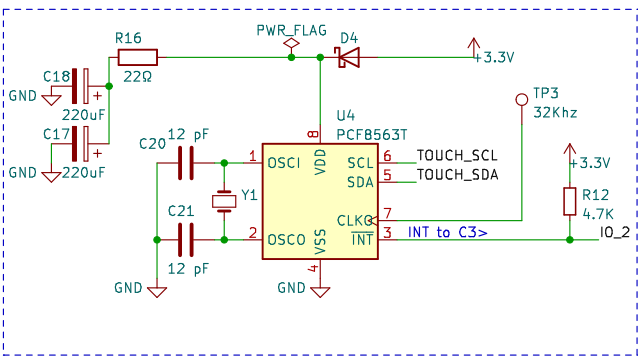 PWR_FLAG
R16
22Ω
D4
+3.3V
C18
GND
220uF
+
C17
GND
220uF
+
TP3
32Khz
U4
PCF8563T
8
VDD
C20
12 pF
1
OSCI
SCL
6
TOUCH_SCL
SDA
5
TOUCH_SDA
+3.3V
Y1
R12
4.7K
C21
12 pF
2
OSCO
CLKO
7
INT
3
INT to C3>
IO_2
VSS
4
GND
GND